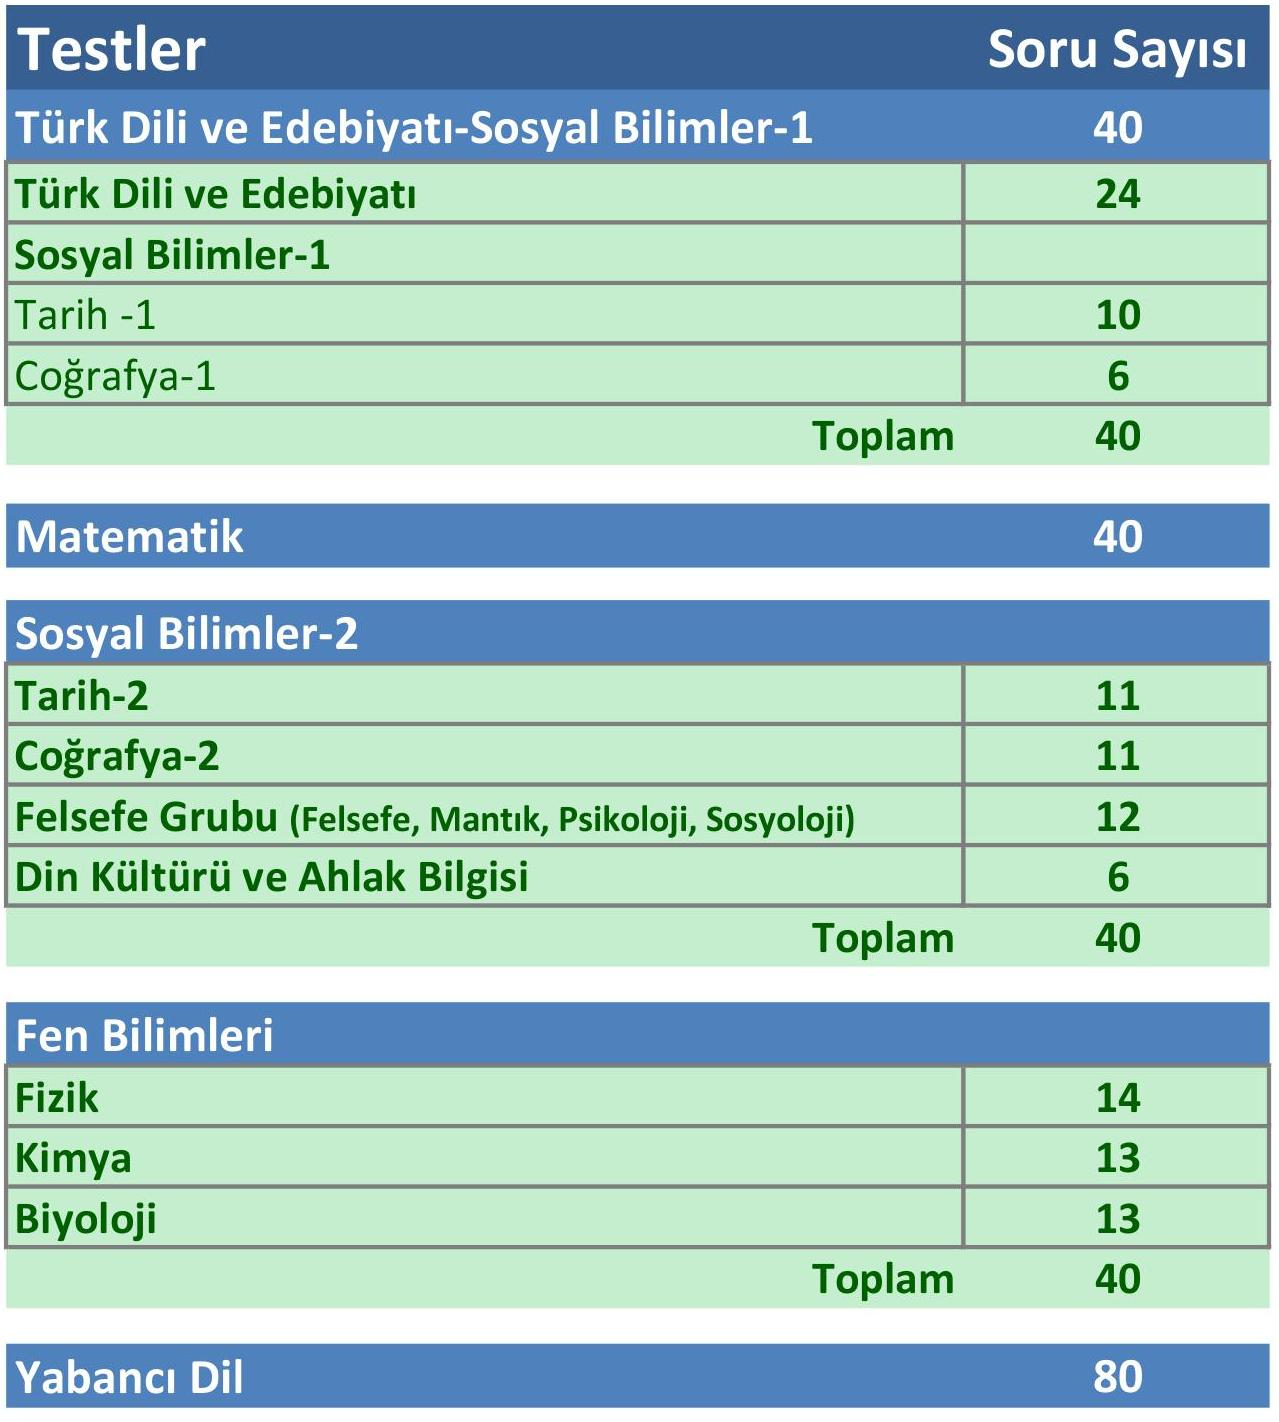 Testler Soru Sayısı
Türk Dili ve Edebiyatı-Sosyal Bilimler-1 40
Türk Dili ve Edebiyatı 24
Sosyal Bilimler-1
Tarih -1 10
Coğrafya-1 6
Toplam 40
Matematik 40
Sosyal Bilimler-2
Tarih-2 11
Coğrafya-2 11
Felsefe Grubu (Felsefe, Mantık, Psikoloji, Sosyoloji) 12
Din Kültürü ve Ahlak Bilgisi 6
Toplam 40
Fen Bilimleri
Fizik 14
Kimya 13
Biyoloji 13
Toplam 40
Yabancı Dil 80